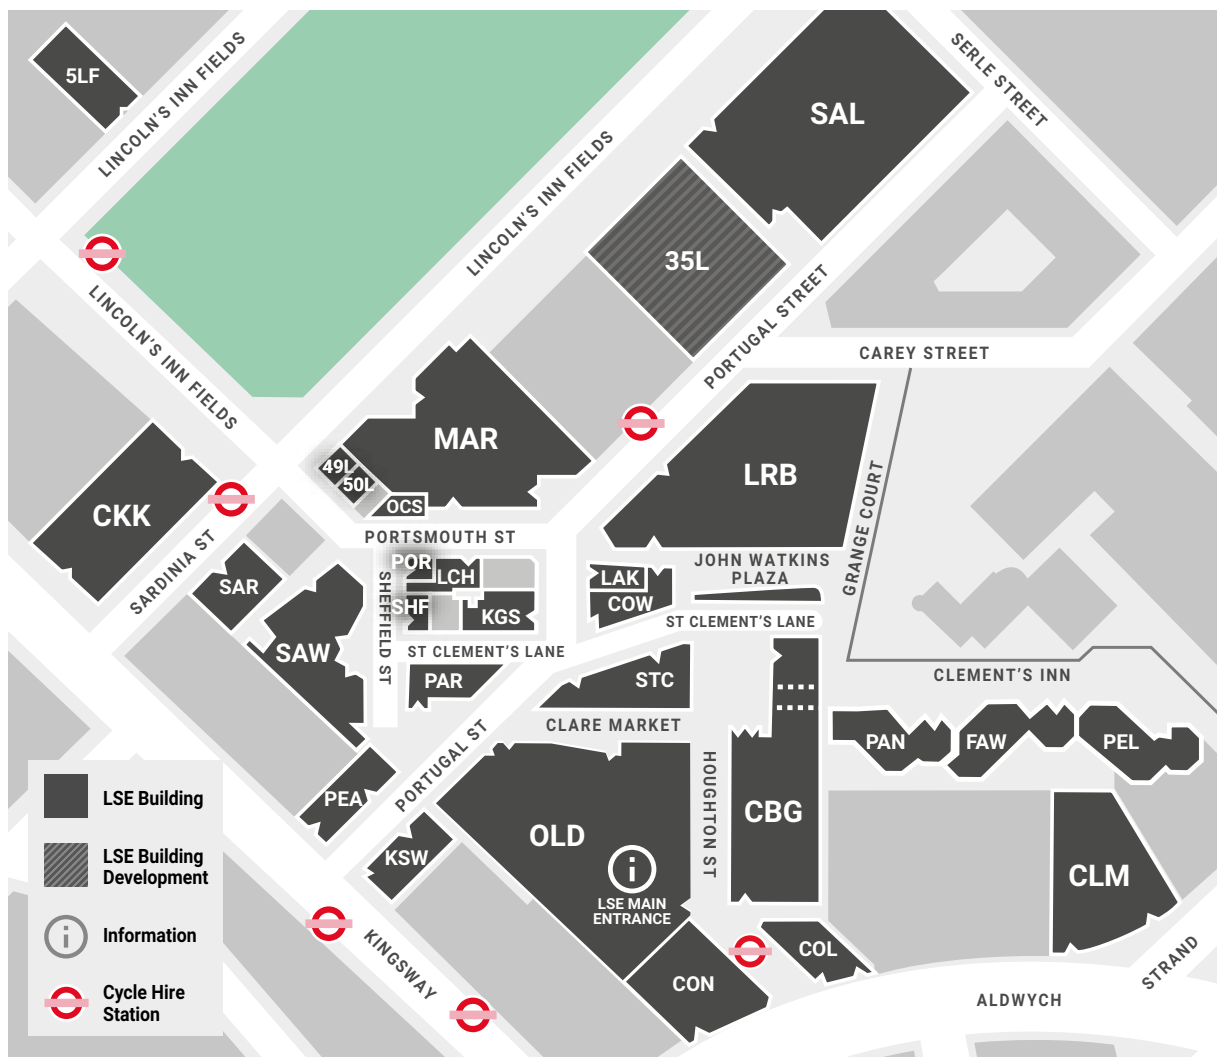 5LF
LINCOLN'S INN FIELDS
SERLE STREET
SAL
LINCOLN'S INN FIELDS
35L
LINCOLN'S INN FIELDS
PORTUGAL STREET
CAREY STREET
MAR
49L
50L
OCS
LRB
CKK
GRANGE COURT
PORTSMOUTH ST
SARDINIA ST
POR
LCH
JOHN WATKINS
PLAZA
SAR
SHEFFIELD ST
SHF
KGS
LAK
COW
ST CLEMENT'S LANE
SAW
ST CLEMENT'S LANE
PAR
STC
CLEMENT'S INN
CLARE MARKET
PORTUGAL ST
PAN
FAW
PEL
HOUGHTON ST
PEA
OLD
CBG
KSW
CLM
LSE MAIN
ENTRANCE
KINGSWAY
COL
CON
STRAND
ALDWYCH
LSE Building
LSE Building
Development
Information
Cycle Hire
Station